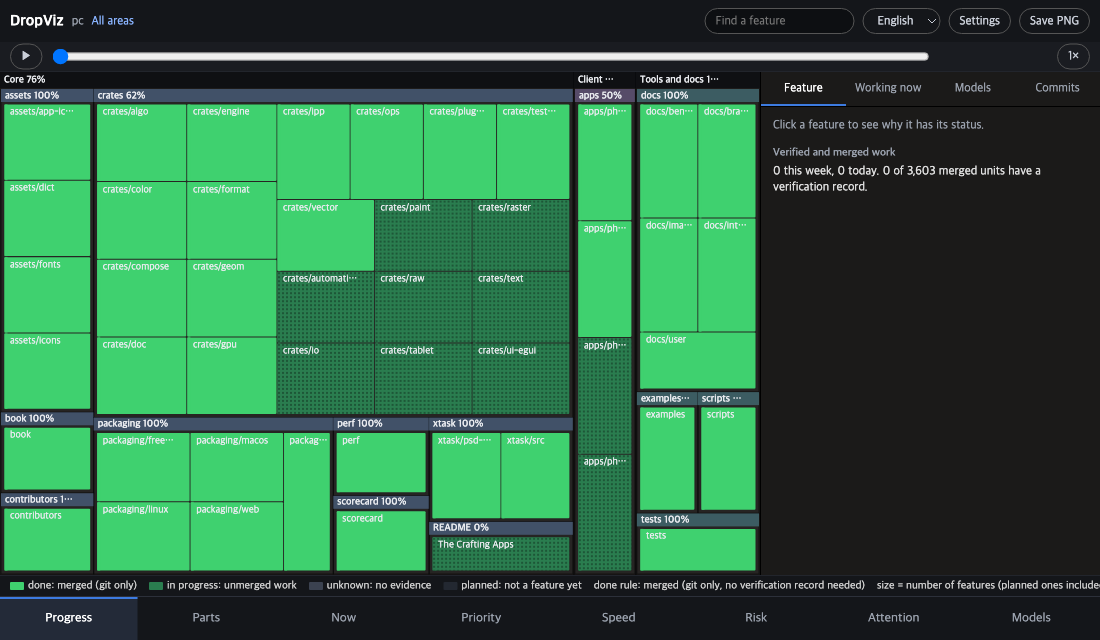 DropViz pc All areas Find a feature English Settings Save PNG
1×
Core 76% Client ⋯ Tools and docs 1⋯
Feature Working now Models Commits
assets 100% crates 62% apps 50% docs 100%
assets/app-ic⋯ crates/algo crates/engine crates/ipp crates/ops crates/plug⋯ crates/test⋯ apps/ph⋯ docs/ben⋯ docs/bra⋯
Click a feature to see why it has its status.
Verified and merged work
0 this week, 0 today. 0 of 3,603 merged units have a
verification record.
assets/dict crates/color crates/format
crates/vector crates/paint crates/raster
apps/ph⋯ docs/ima⋯ docs/int⋯
assets/fonts crates/compose crates/geom
crates/automati⋯ crates/raw crates/text
assets/icons crates/doc crates/gpu
crates/io crates/tablet crates/ui-egui
apps/ph⋯ docs/user
examples⋯ scripts ⋯
examples scripts
book 100% packaging 100% perf 100% xtask 100%
book packaging/free⋯ packaging/macos packag⋯ perf xtask/psd-⋯ xtask/src
apps/ph⋯
contributors 1⋯ scorecard 100%
contributors packaging/linux packaging/web scorecard
README 0% tests 100%
The Crafting Apps tests
done: merged (git only) in progress: unmerged work unknown: no evidence planned: not a feature yet done rule: merged (git only, no verification record needed) size = number of features (planned ones include
Progress Parts Now Priority Speed Risk Attention Models